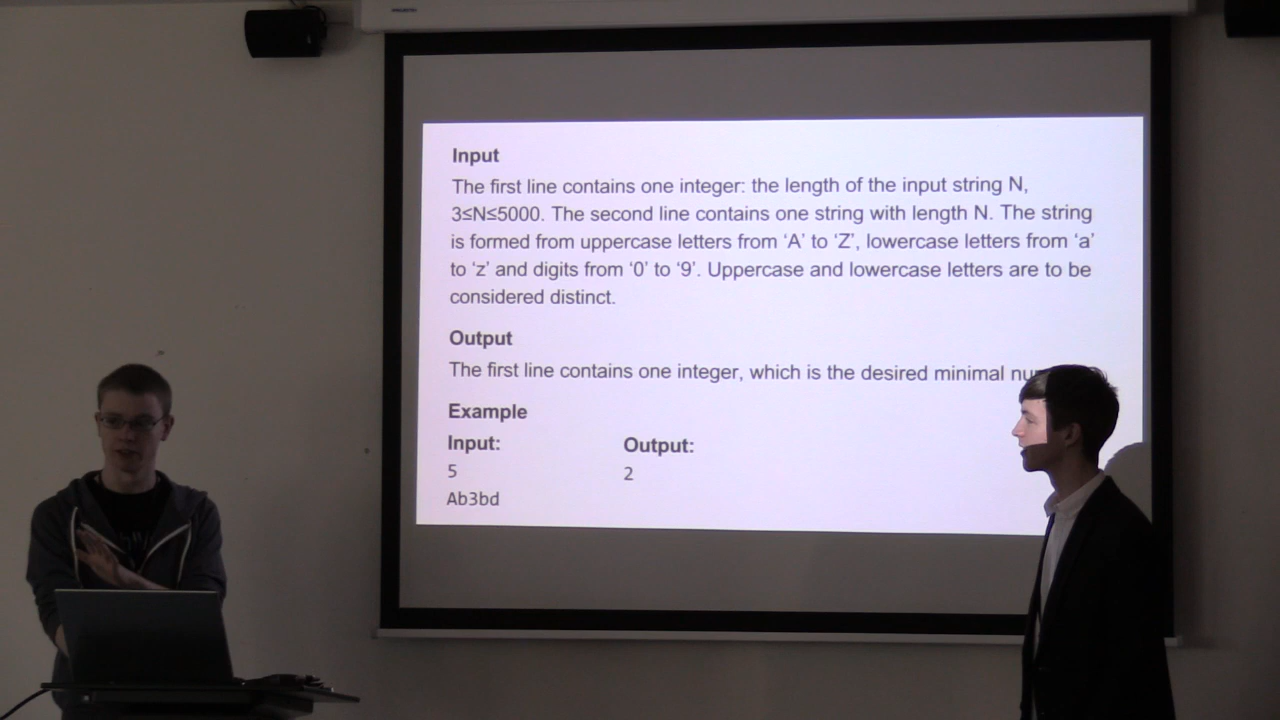 Input
The first line contains one integer: the length of the input string N,
3≤N≤5000. The second line contains one string with length N. The string
is formed from uppercase letters from ‘A’ to ‘Z’, lowercase letters from ‘a’
to ‘z’ and digits from ‘0’ to ‘9’. Uppercase and lowercase letters are to be
considered distinct.
Output
The first line contains one integer, which is the desired minimal
Example
Input: Output:
5 2
Ab3bd